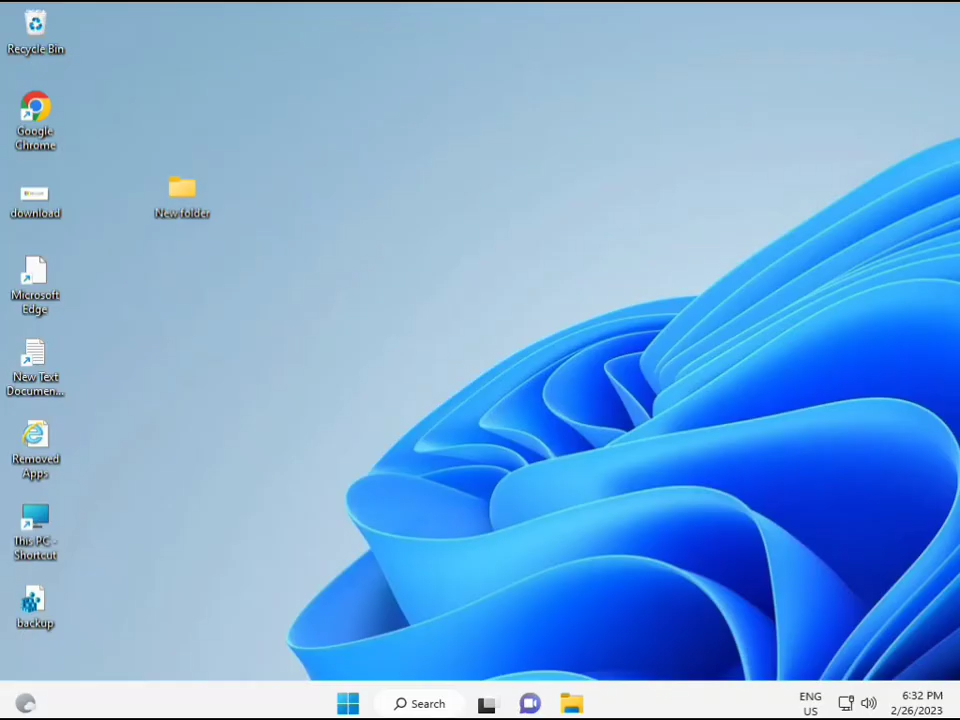 Recycle Bin
Google
Chrome
download
New folder
Microsoft
Edge
New Text
Documen...
Removed
Apps
This PC -
Shortcut
backup
Search
ENG
US
6:32 PM
2/26/2023